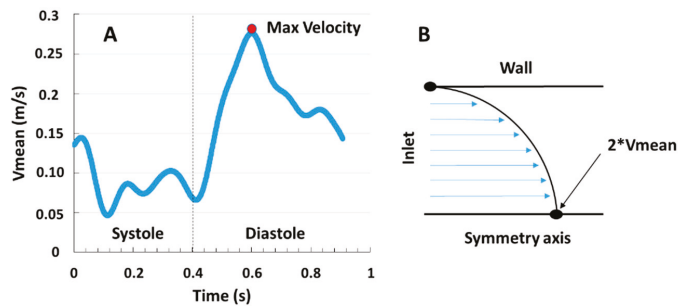 A
B
0.3
0.25
0.2
0.15
0.10
0.05
0
Vmean (m/s)
Max Velocity
Systole
Diastole
0
0.2
0.4
0.6
0.8
1
Time (s)
Wall
Inlet
2*Vmean
Symmetry axis